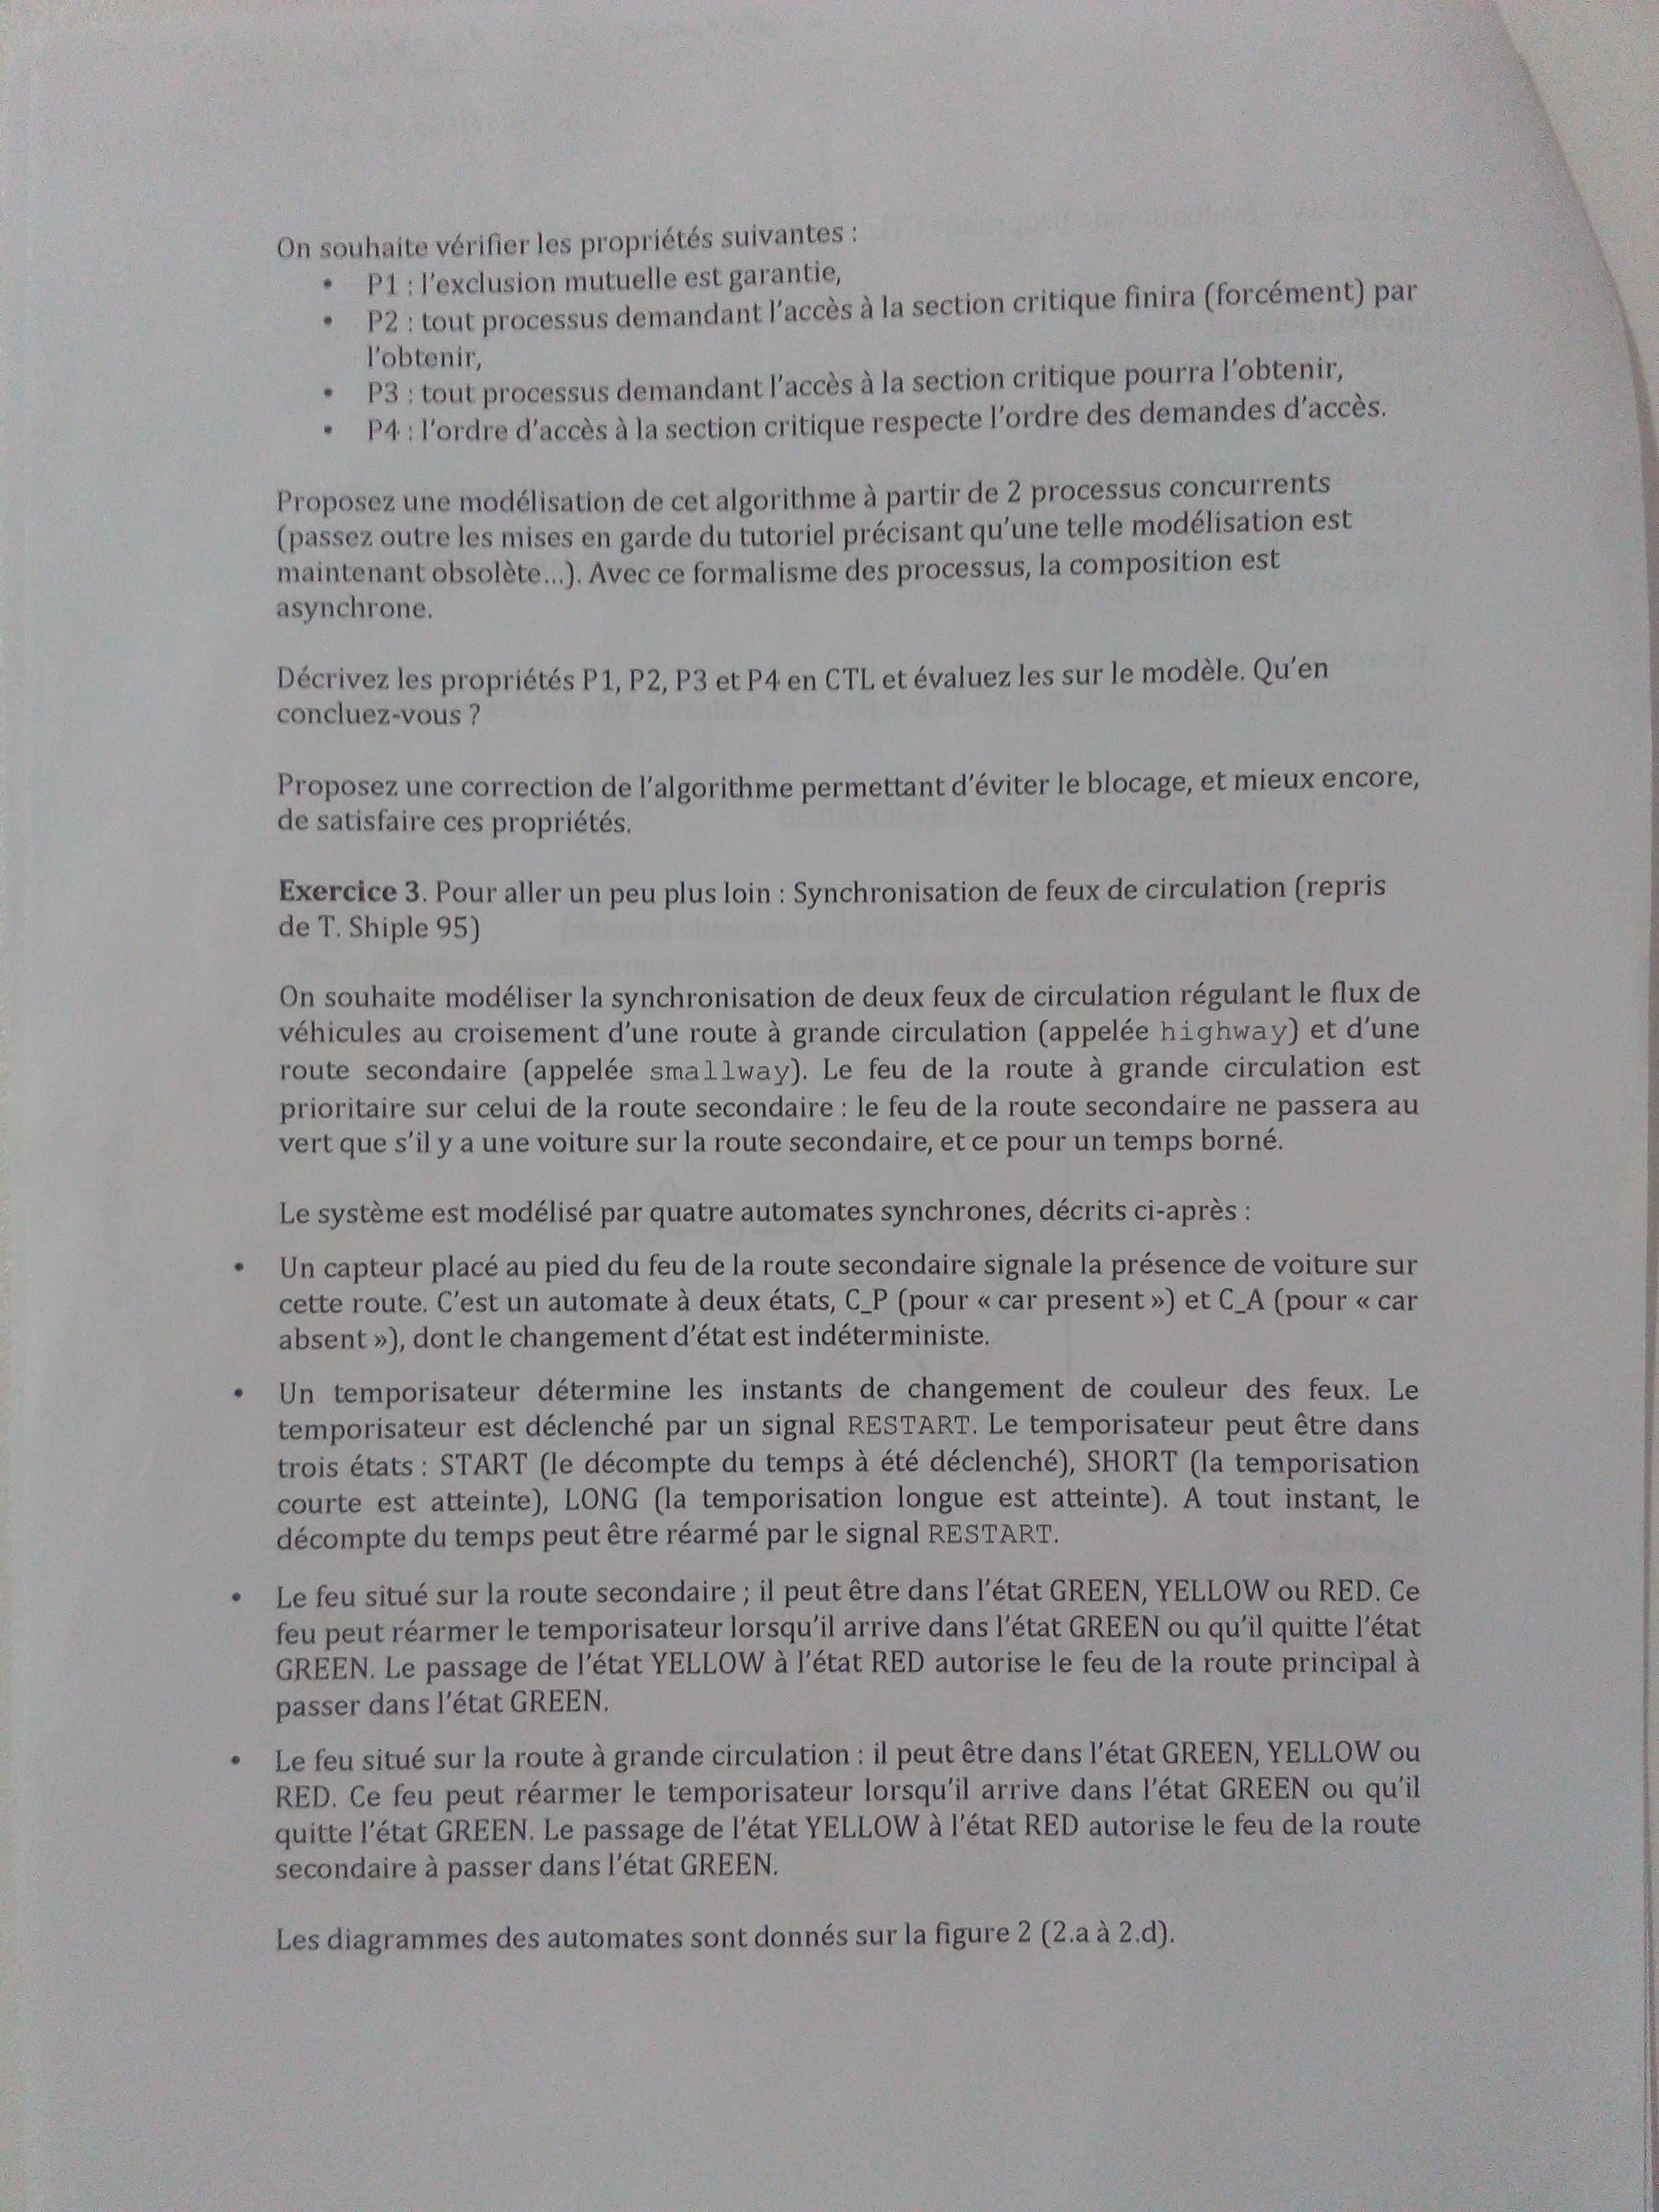 On souhaite vérifier les propriétés suivantes :
• P1 : l'exclusion mutuelle est garantie,
• P2 : tout processus demandant l'accès à la section critique finira (forcément) par
l'obtenir,
• P3 : tout processus demandant l'accès à la section critique pourra l'obtenir,
• P4 : l'ordre d'accès à la section critique respecte l'ordre des demandes d'accès.
Proposez une modélisation de cet algorithme à partir de 2 processus concurrents
(passez outre les mises en garde du tutoriel précisant qu'une telle modélisation est
maintenant obsolète...). Avec ce formalisme des processus, la composition est
asynchrone.
Décrivez les propriétés P1, P2, P3 et P4 en CTL et évaluez les sur le modèle. Qu'en
concluez-vous ?
Proposez une correction de l'algorithme permettant d'éviter le blocage, et mieux encore,
de satisfaire ces propriétés.
Exercice 3. Pour aller un peu plus loin : Synchronisation de feux de circulation (repris
de T. Shiple 95)
On souhaite modéliser la synchronisation de deux feux de circulation régulant le flux de
véhicules au croisement d'une route à grande circulation (appelée highway) et d'une
route secondaire (appelée smallway). Le feu de la route à grande circulation est
prioritaire sur celui de la route secondaire : le feu de la route secondaire ne passera au
vert que s'il y a une voiture sur la route secondaire, et ce pour un temps borné.
Le système est modélisé par quatre automates synchrones, décrits ci-après :
• Un capteur placé au pied du feu de la route secondaire signale la présence de voiture sur
cette route. C'est un automate à deux états, C_P (pour « car present ») et C_A (pour « car
absent »), dont le changement d'état est indéterministe.
• Un temporisateur détermine les instants de changement de couleur des feux. Le
temporisateur est déclenché par un signal RESTART. Le temporisateur peut être dans
trois états : START (le décompte du temps à été déclenché), SHORT (la temporisation
courte est atteinte), LONG (la temporisation longue est atteinte). A tout instant, le
décompte du temps peut être réarmé par le signal RESTART.
• Le feu situé sur la route secondaire ; il peut être dans l'état GREEN, YELLOW ou RED. Ce
feu peut réarmer le temporisateur lorsqu'il arrive dans l'état GREEN ou qu'il quitte l'état
GREEN. Le passage de l'état YELLOW à l'état RED autorise le feu de la route principal à
passer dans l'état GREEN.
• Le feu situé sur la route à grande circulation : il peut être dans l'état GREEN, YELLOW ou
RED. Ce feu peut réarmer le temporisateur lorsqu'il arrive dans l'état GREEN ou qu'il
quitte l'état GREEN. Le passage de l'état YELLOW à l'état RED autorise le feu de la route
secondaire à passer dans l'état GREEN.
Les diagrammes des automates sont donnés sur la figure 2 (2.a à 2.d).